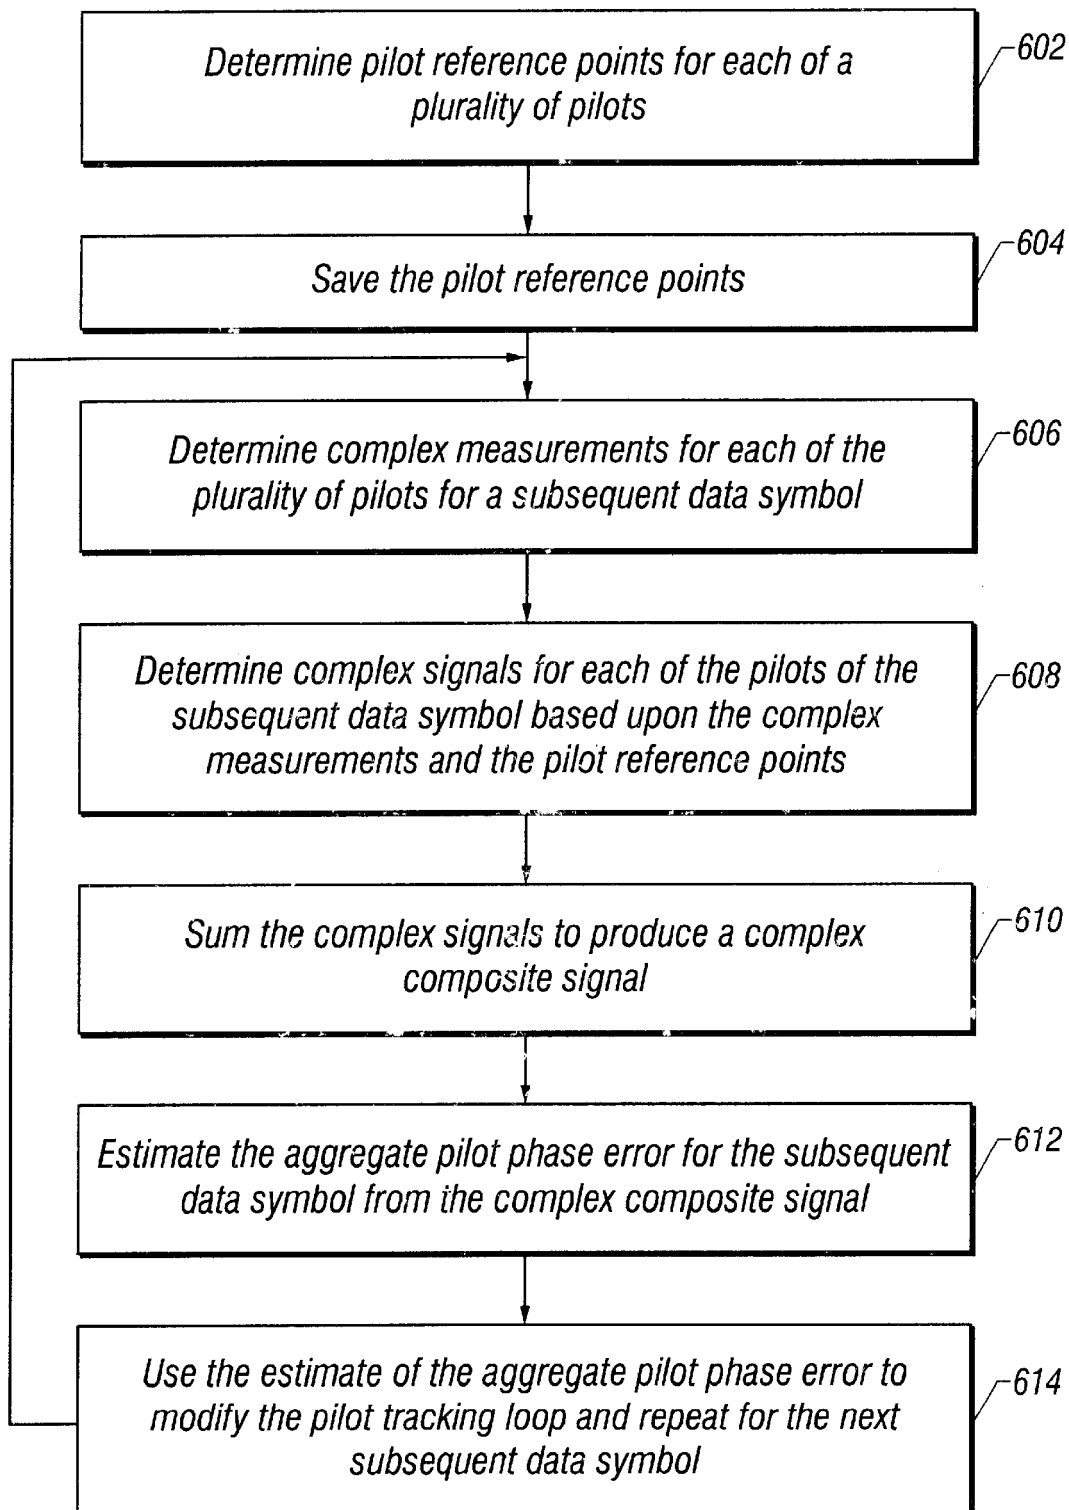 Determine pilot reference points for each of a
plurality of pilots
602
Save the pilot reference points
604
Determine complex measurements for each of the
plurality of pilots for a subsequent data symbol
606
Determine complex signals for each of the pilots of the
subsequent data symbol based upon the complex
measurements and the pilot reference points
608
Sum the complex signals to produce a complex
composite signal
610
Estimate the aggregate pilot phase error for the subsequent
data symbol from the complex composite signal
612
Use the estimate of the aggregate pilot phase error to
modify the pilot tracking loop and repeat for the next
subsequent data symbol
614